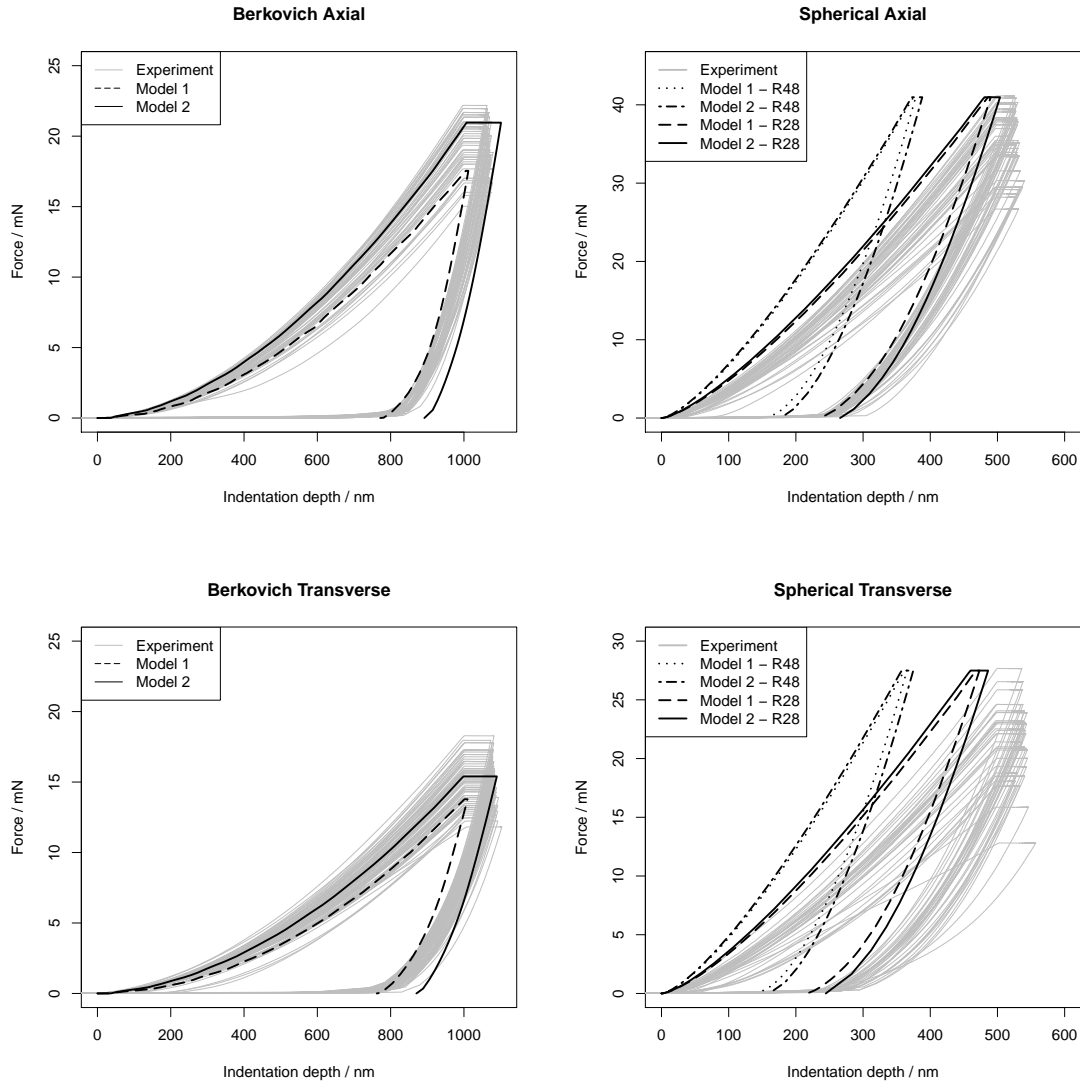 Berkovich Axial
Force / mN
25
20
15
10
5
0
Experiment
Model 1
Model 2
0 200 400 600 800 1000
Indentation depth / nm
Spherical Axial
Force / mN
40
30
20
10
0
Experiment
Model 1 − R48
Model 2 − R48
Model 1 − R28
Model 2 − R28
0 100 200 300 400 500 600
Indentation depth / nm
Berkovich Transverse
Force / mN
25
20
15
10
5
0
Experiment
Model 1
Model 2
0 200 400 600 800 1000
Indentation depth / nm
Spherical Transverse
Force / mN
30
25
20
15
10
5
0
Experiment
Model 1 − R48
Model 2 − R48
Model 1 − R28
Model 2 − R28
0 100 200 300 400 500 600
Indentation depth / nm